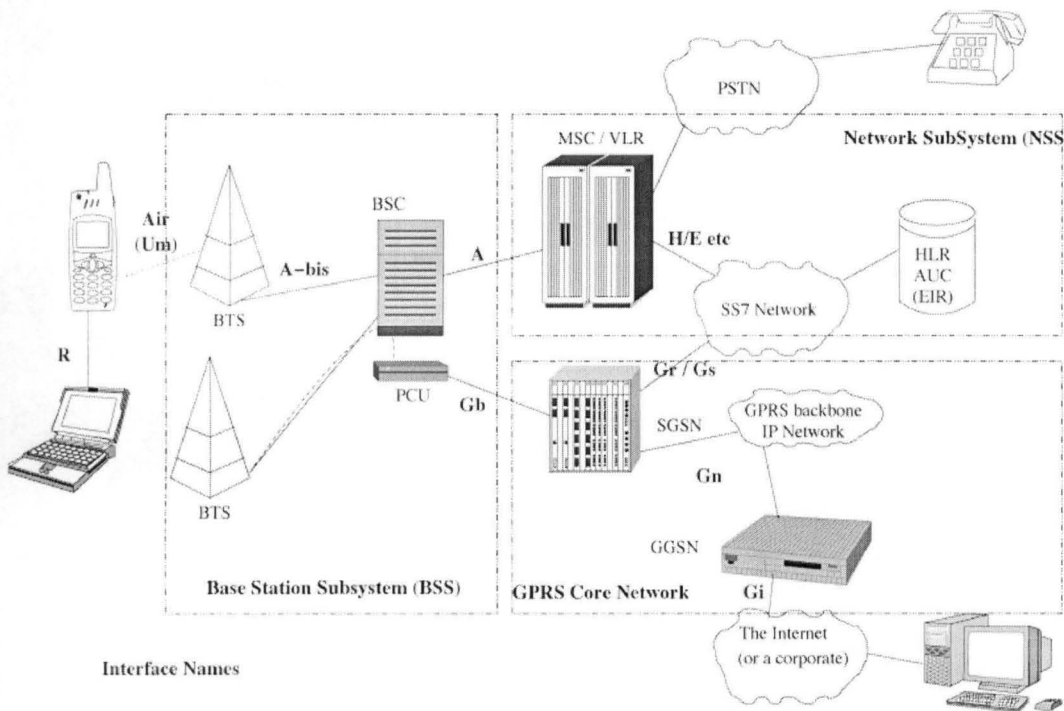 PSTN
MSC / VLR
Network SubSystem (NSS
BSC
Air
(Um)
A-bis
A
H/E etc
HLR
AUC
(EIR)
BTS
SS7 Network
R
PCU
Gb
Gr / Gs
SGSN
GPRS backbone
IP Network
Gn
BTS
GGSN
Base Station Subsystem (BSS)
GPRS Core Network
Gi
The Internet
(or a corporate)
Interface Names